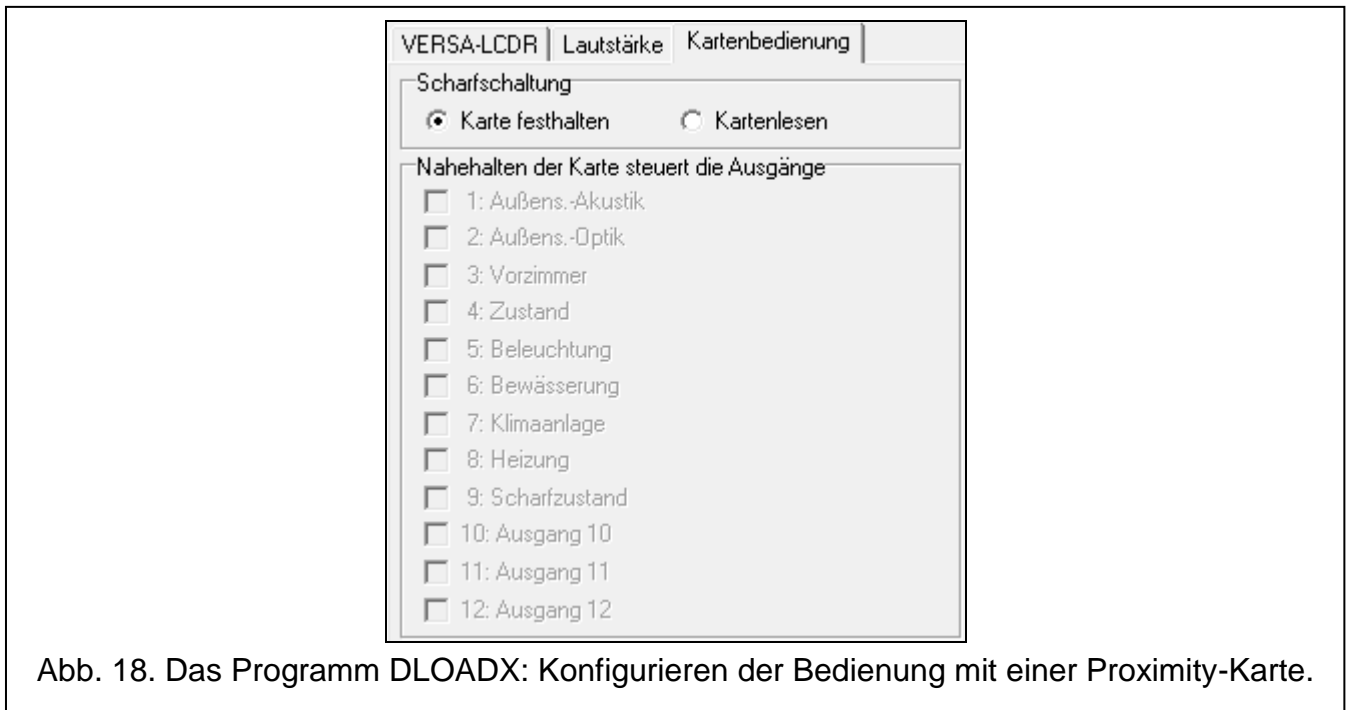 VERSA-LCDR Lautstärke Kartenbedienung
Scharfschaltung
Karte festhalten Kartenlesen
Nahehalten der Karte steuert die Ausgänge
1: Außens.-Akustik
2: Außens.-Optik
3: Vorzimmer
4: Zustand
5: Beleuchtung
6: Bewässerung
7: Klimaanlage
8: Heizung
9: Scharfzustand
10: Ausgang 10
11: Ausgang 11
12: Ausgang 12
Abb. 18. Das Programm DLOADX: Konfigurieren der Bedienung mit einer Proximity-Karte.